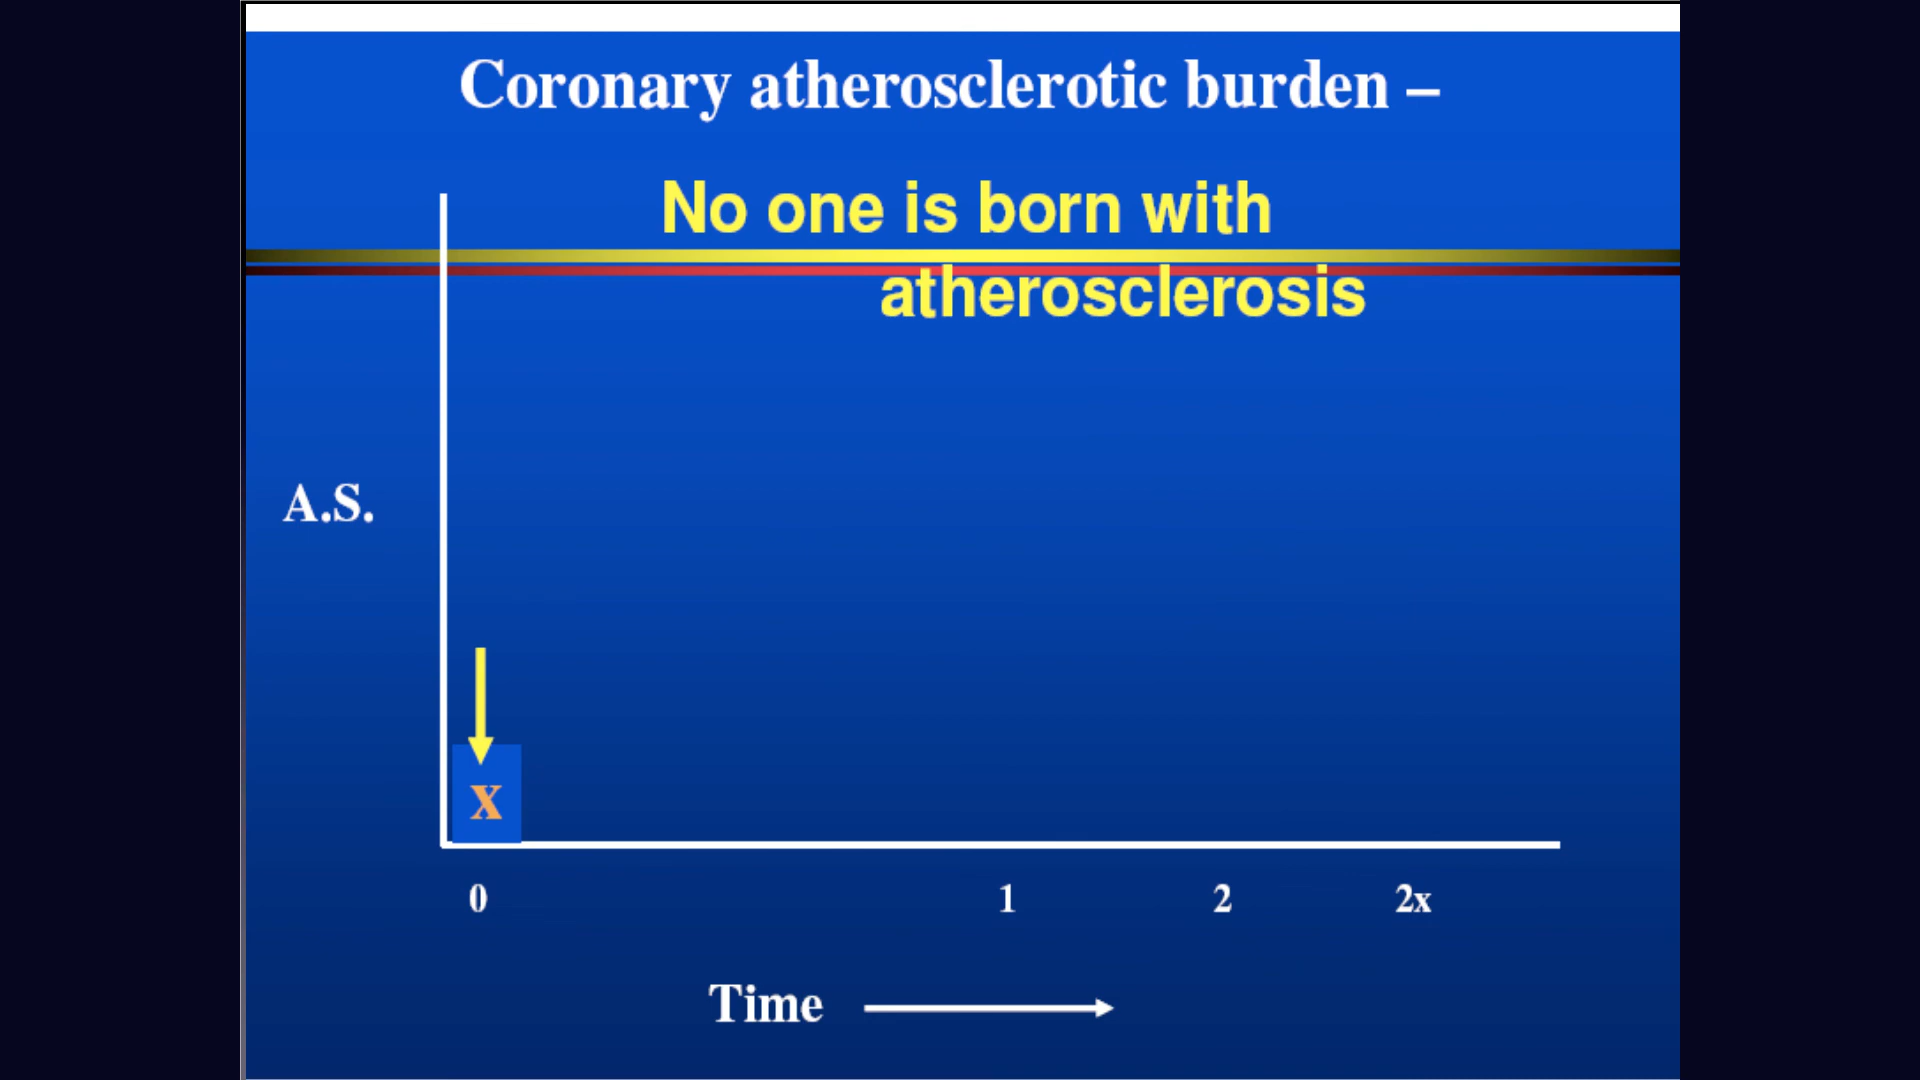 Coronary atherosclerotic burden –
No one is born with
atherosclerosis
A.S.
X
0 1 2 2x
Time